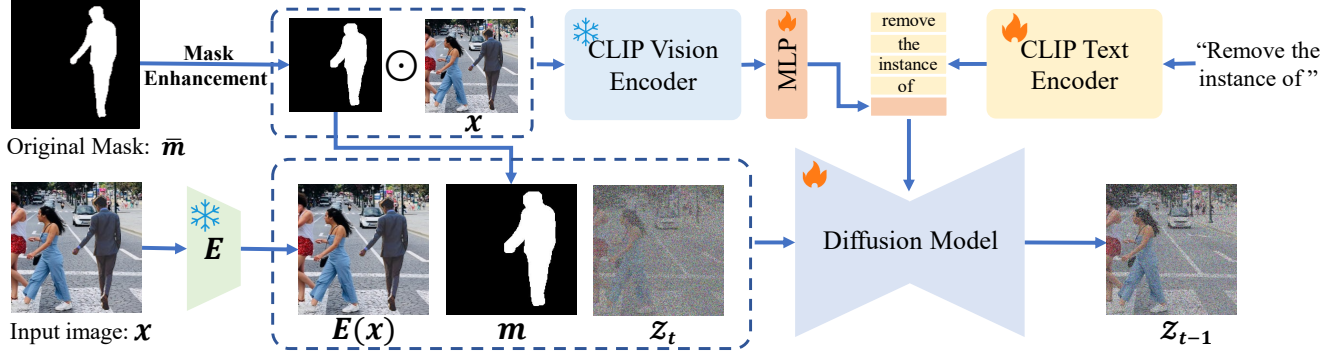 Mask
Enhancement
Original Mask: m̅
x
CLIP Vision
Encoder
MLP
remove
the
instance
of
CLIP Text
Encoder
“Remove the
instance of ”
Input image: x
E
E(x)
m
z_t
Diffusion Model
z_{t-1}